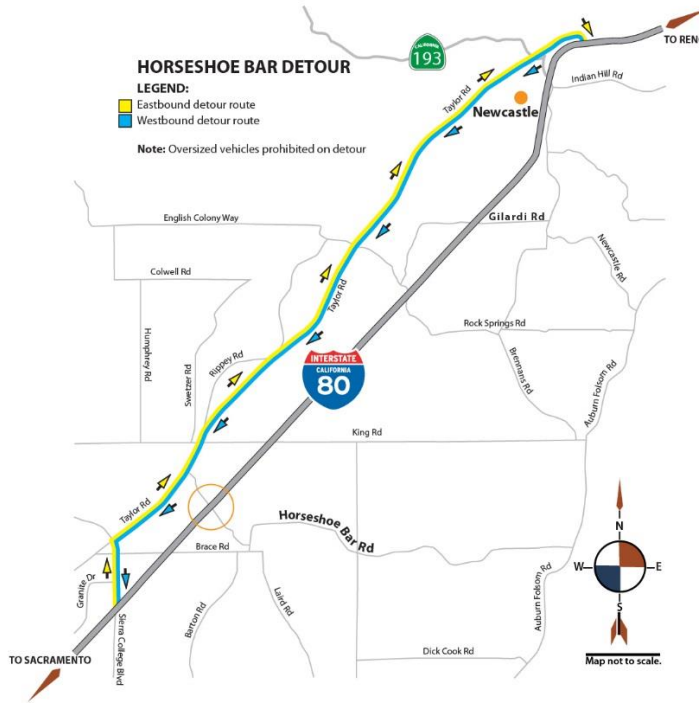 TO RENO
CALIFORNIA
193
HORSESHOE BAR DETOUR
LEGEND:
Eastbound detour route
Westbound detour route
Note: Oversized vehicles prohibited on detour
Indian Hill Rd
Taylor Rd
Newcastle
English Colony Way
Gilardi Rd
Newcastle Rd
Colwell Rd
Taylor Rd
Humphrey Rd
Swetzer Rd
Rippey Rd
Rock Springs Rd
Brennans Rd
Auburn Folsom Rd
INTERSTATE
CALIFORNIA
80
King Rd
Taylor Rd
Horseshoe Bar Rd
Brace Rd
Granite Dr
Sierra College Blvd
Barton Rd
Laird Rd
Auburn Folsom Rd
N
W
E
S
TO SACRAMENTO
Dick Cook Rd
Map not to scale.